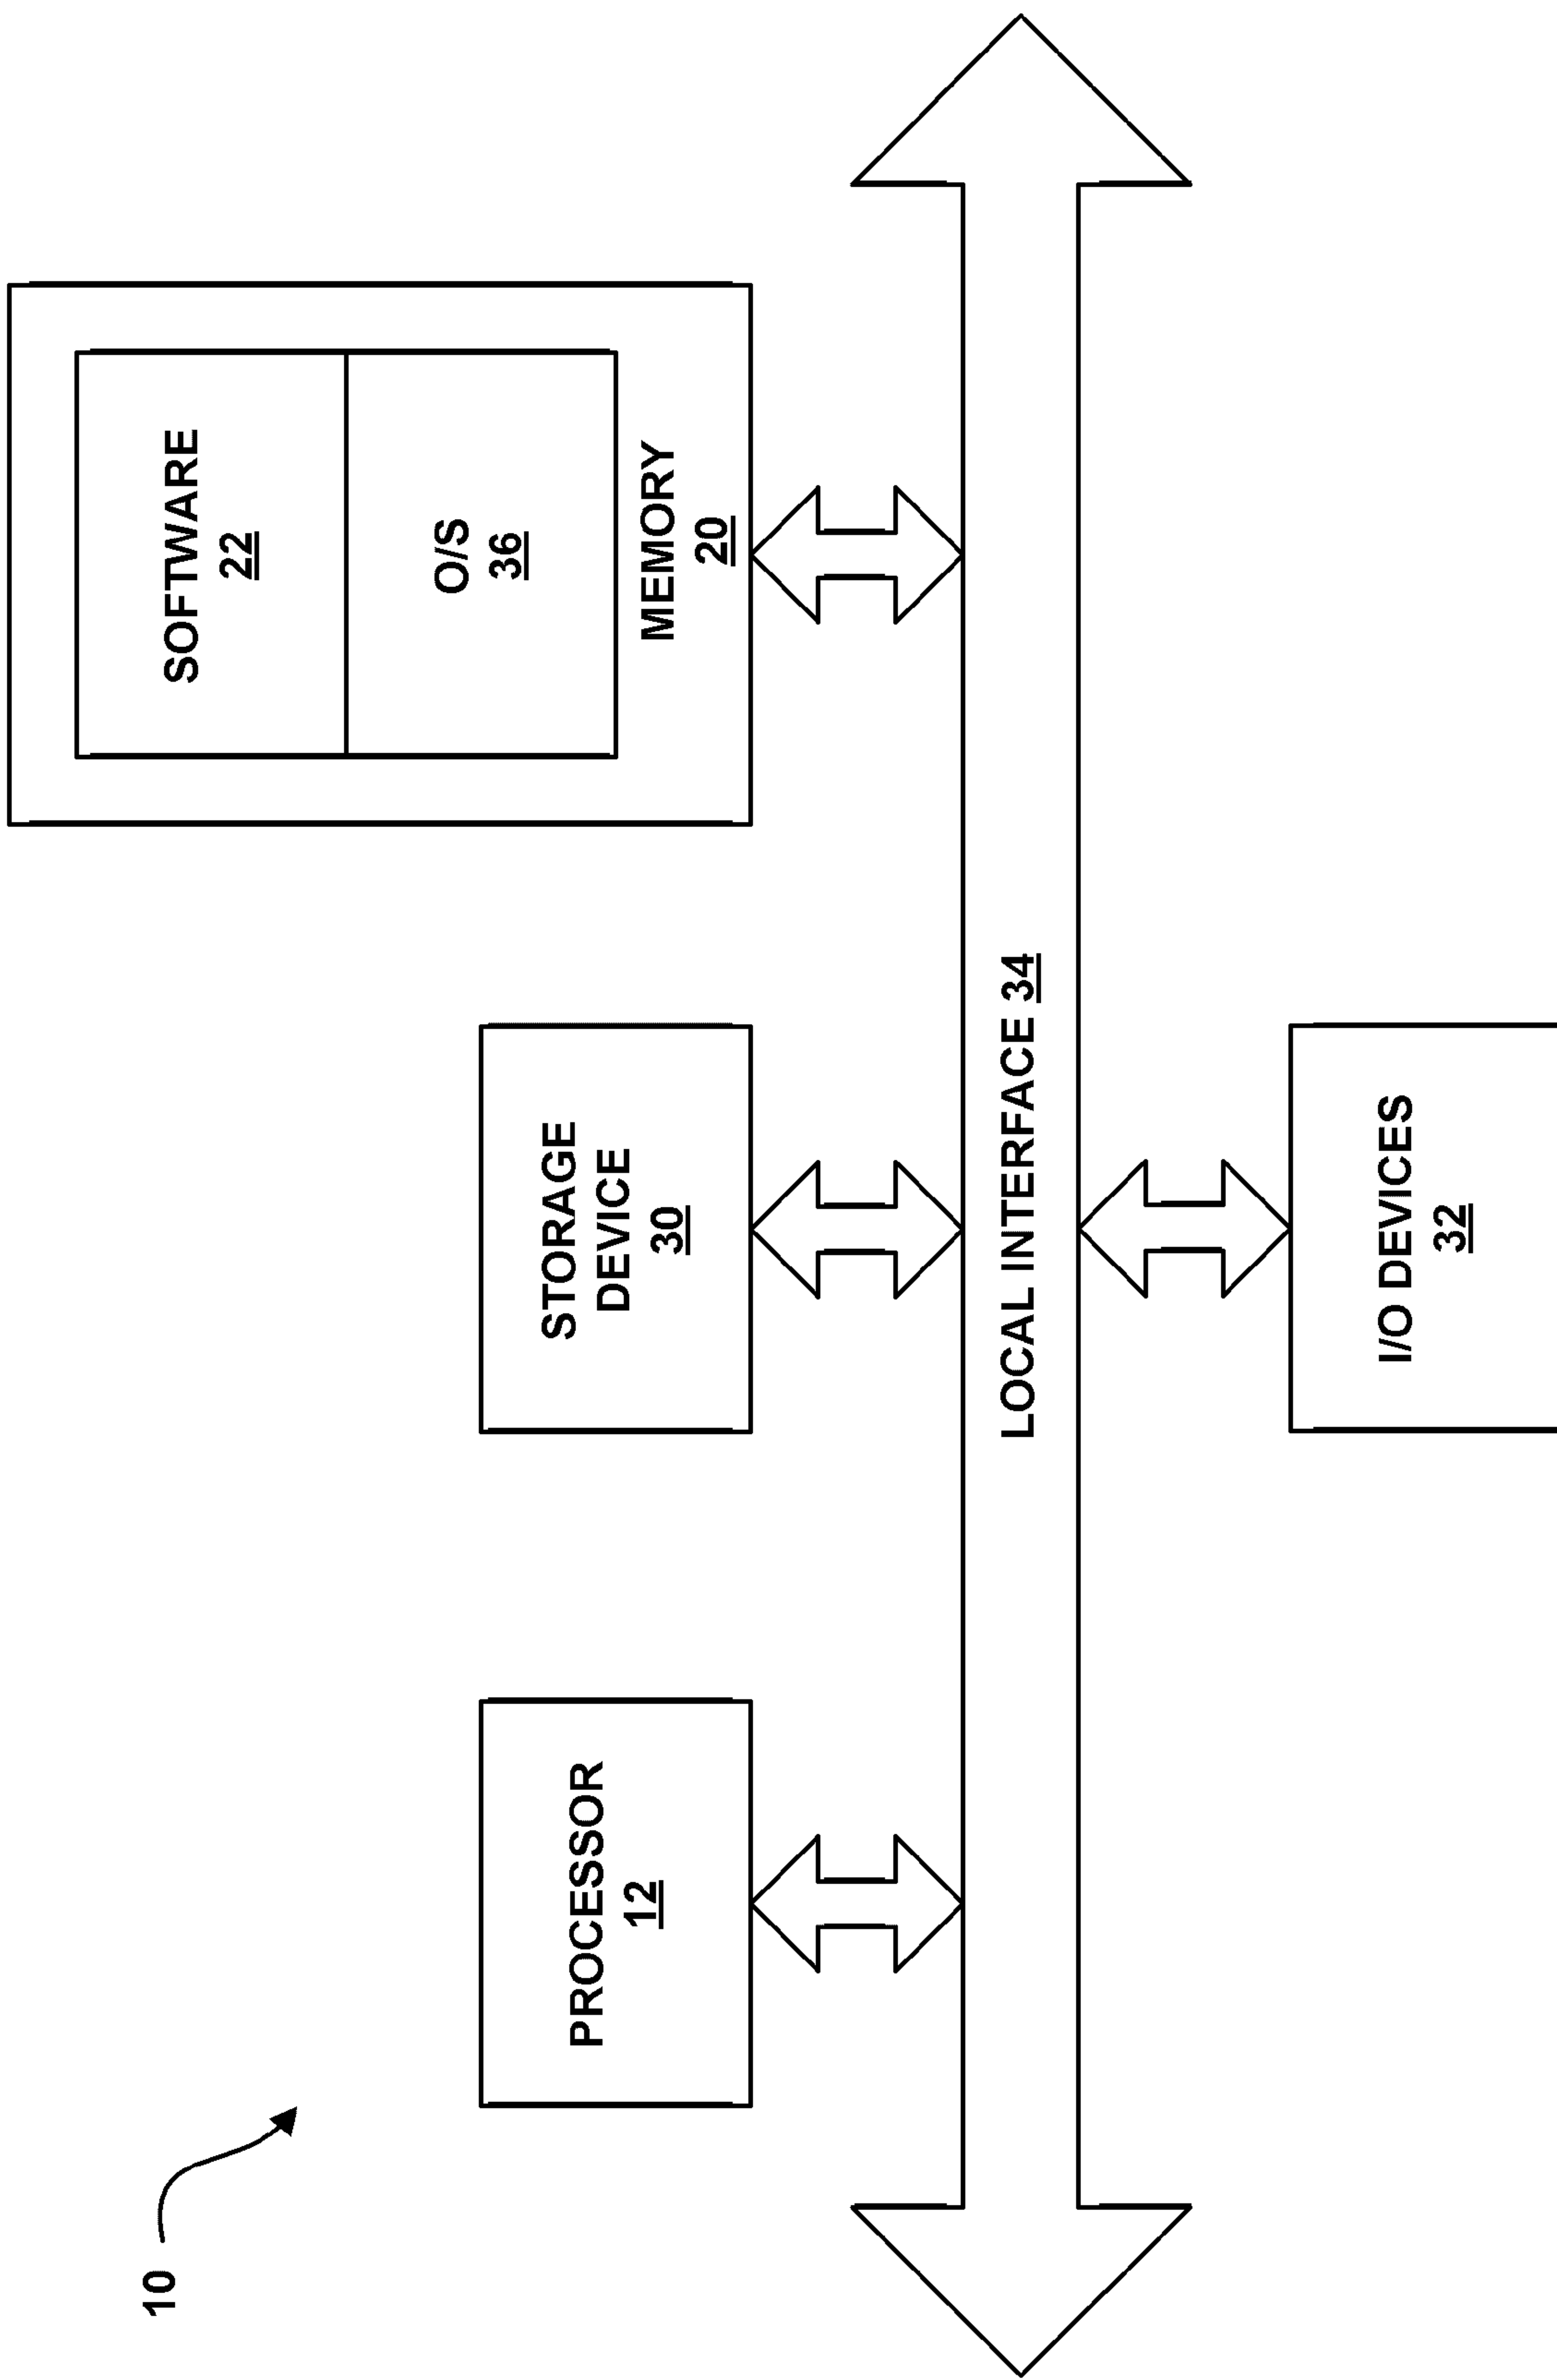 10
PROCESSOR
12
STORAGE
DEVICE
30
SOFTWARE
22
O/S
36
MEMORY
20
LOCAL INTERFACE 34
I/O DEVICES
32